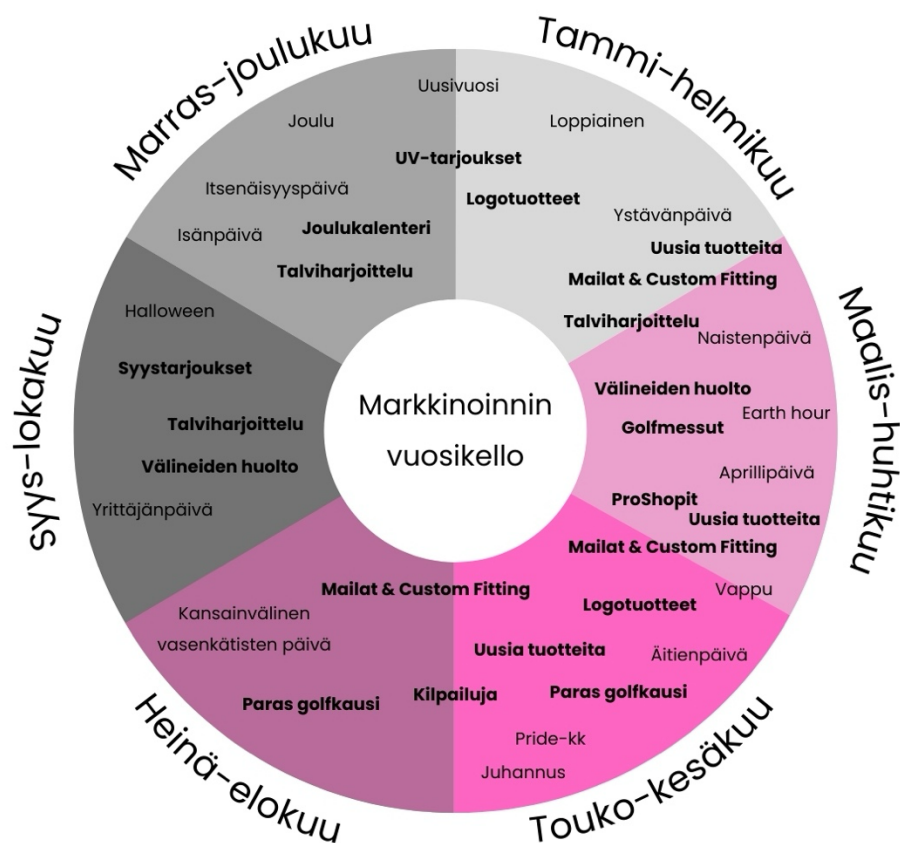 Markkinoinnin
vuosikello
Tammi-helmikuu
Uusivuosi
Loppiainen
UV-tarjoukset
Logotuotteet
Ystävänpäivä
Uusia tuotteita
Mailat & Custom Fitting
Talviharjoittelu
Maalis-huhtikuu
Naistenpäivä
Välineiden huolto
Earth hour
Golfmessut
Aprillipäivä
ProShopit
Uusia tuotteita
Mailat & Custom Fitting
Vappu
Touko-kesäkuu
Logotuotteet
Uusia tuotteita
Äitienpäivä
Paras golfkausi
Kilpailuja
Pride-kk
Juhannus
Heinä-elokuu
Mailat & Custom Fitting
Kansainvälinen
vasenkätisten päivä
Paras golfkausi
Syys-lokakuu
Halloween
Syystarjoukset
Talviharjoittelu
Välineiden huolto
Yrittäjänpäivä
Marras-joulukuu
Joulu
Itsenäisyyspäivä
Isänpäivä
Joulukalenteri
Talviharjoittelu